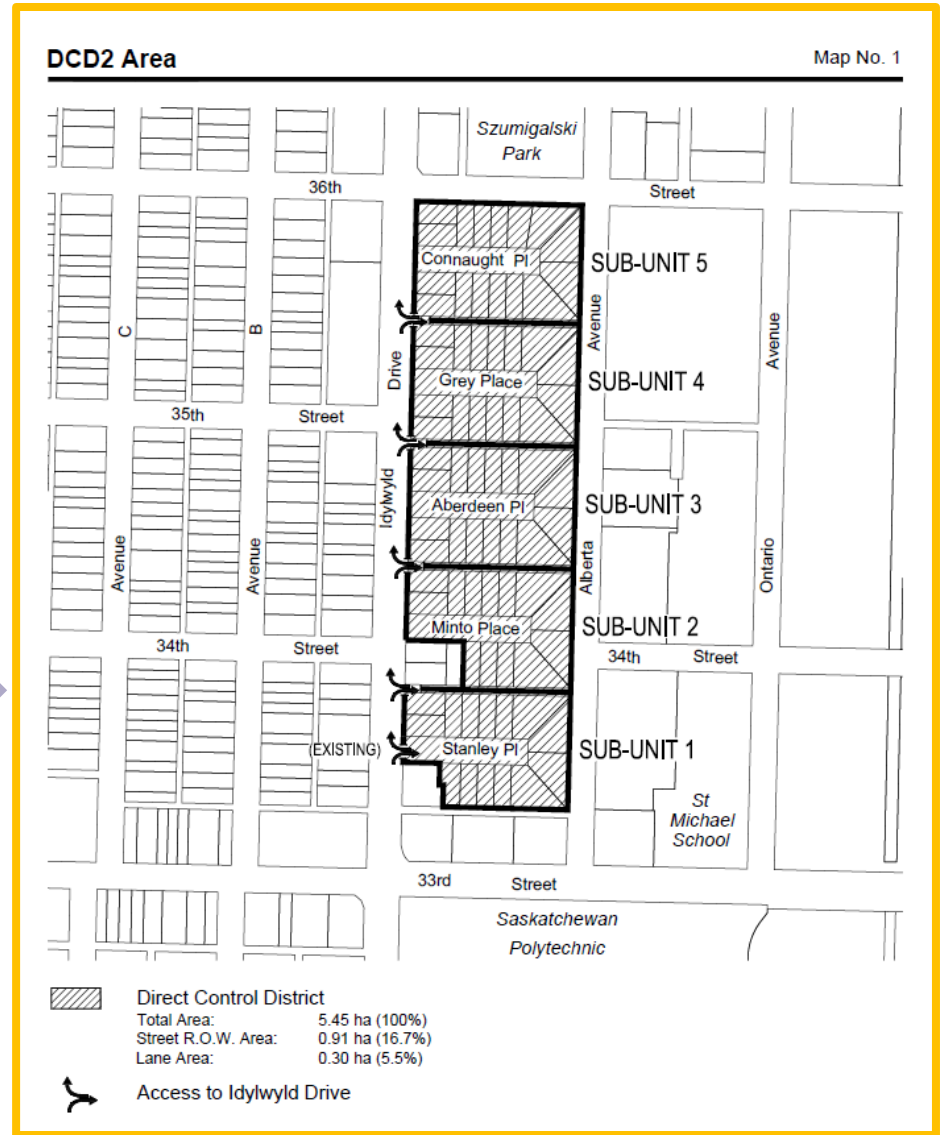 DCD2 Area
Map No. 1
Szumigalski
Park
36th
Street
Connaught Pl
SUB-UNIT 5
C
B
Drive
Avenue
Avenue
Grey Place
SUB-UNIT 4
35th
Street
Idylwyld
Aberdeen Pl
SUB-UNIT 3
Avenue
Avenue
Alberta
Ontario
Minto Place
SUB-UNIT 2
34th
Street
34th
Street
(EXISTING)
Stanley Pl
SUB-UNIT 1
St
Michael
School
33rd
Street
Saskatchewan
Polytechnic
Direct Control District
Total Area: 5.45 ha (100%)
Street R.O.W. Area: 0.91 ha (16.7%)
Lane Area: 0.30 ha (5.5%)
Access to Idylwyld Drive